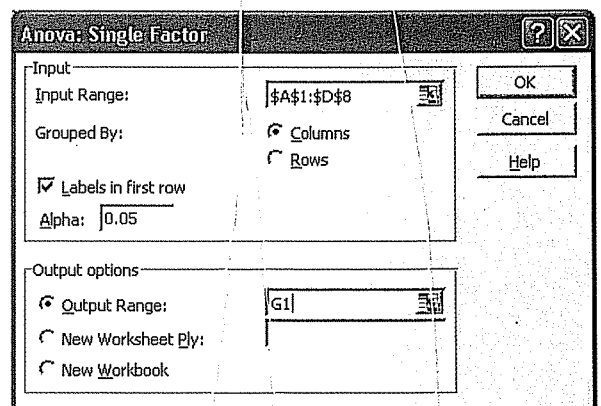 Anova: Single Factor
Input
Input Range: $A$1:$D$8
Grouped By: Columns
Rows
Labels in first row
Alpha: 0.05
OK
Cancel
Help
Output options
Output Range: G1
New Worksheet Ply:
New Workbook